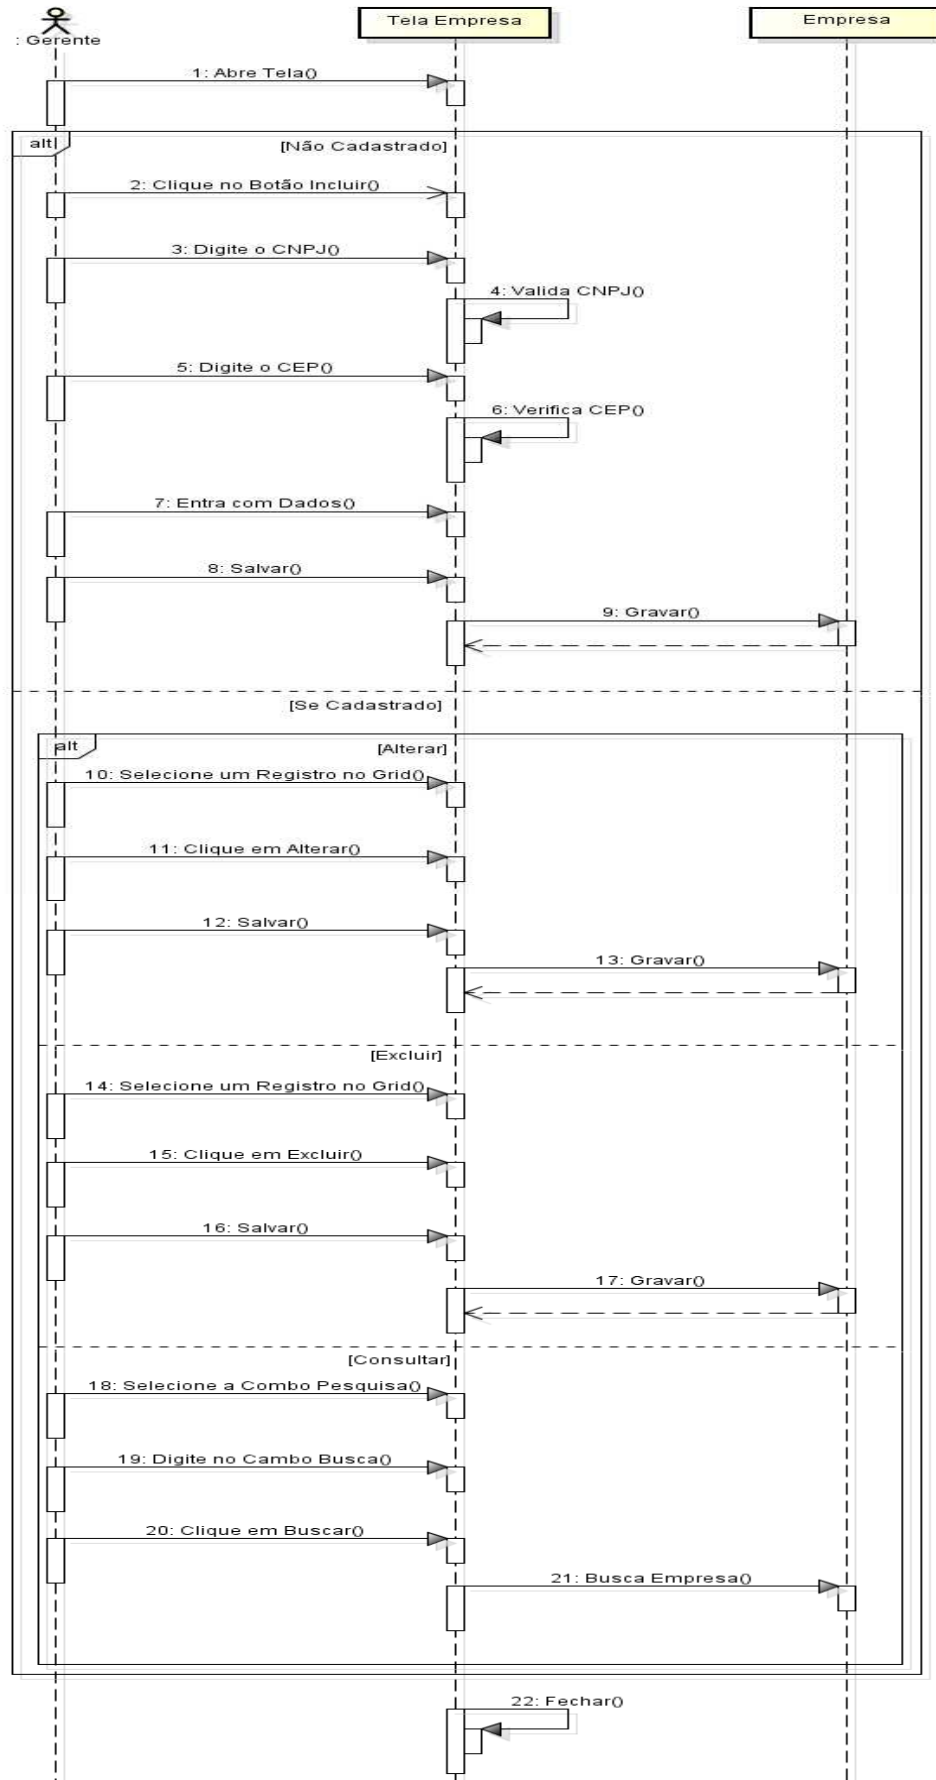 : Gerente
Tela Empresa
Empresa
1: Abre Tela()
alt
[Não Cadastrado]
2: Clique no Botão Incluir()
3: Digite o CNPJ()
4: Valida CNPJ()
5: Digite o CEP()
6: Verifica CEP()
7: Entra com Dados()
8: Salvar()
9: Gravar()
[Se Cadastrado]
alt
[Alterar]
10: Selecione um Registro no Grid()
11: Clique em Alterar()
12: Salvar()
13: Gravar()
[Excluir]
14: Selecione um Registro no Grid()
15: Clique em Excluir()
16: Salvar()
17: Gravar()
[Consultar]
18: Selecione a Combo Pesquisa()
19: Digite no Cambo Busca()
20: Clique em Buscar()
21: Busca Empresa()
22: Fechar()